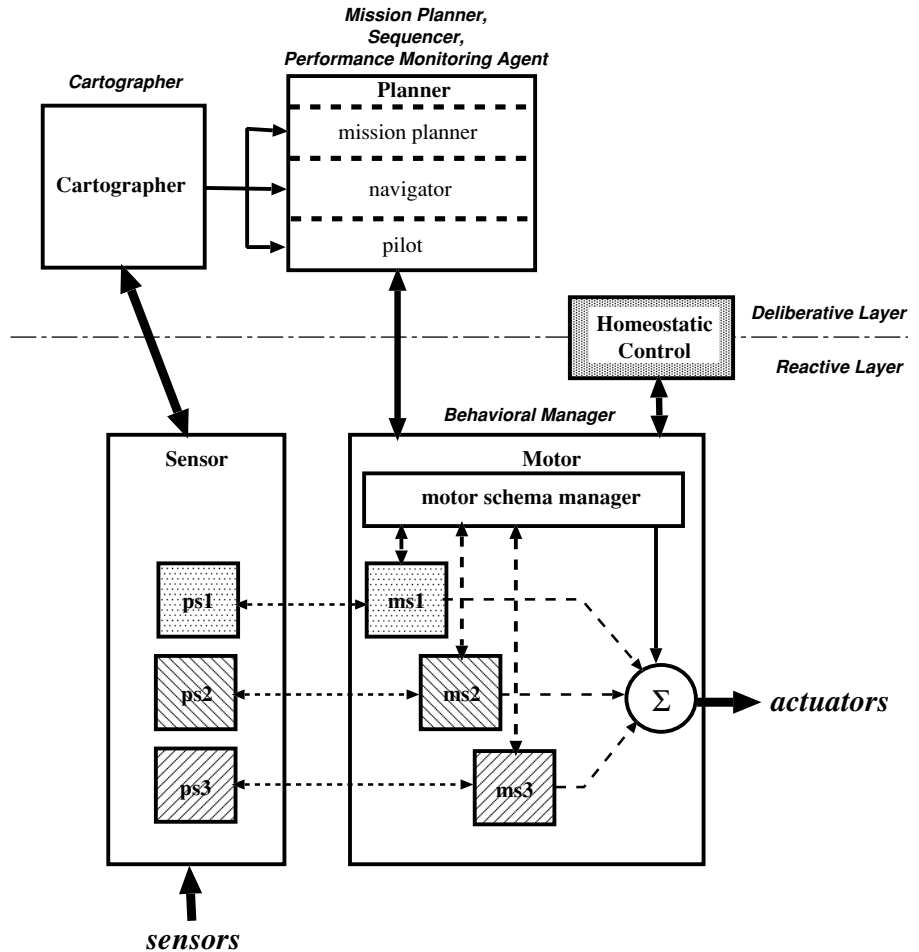 Mission Planner,
Sequencer,
Performance Monitoring Agent
Cartographer
Planner
mission planner
Cartographer
navigator
pilot
Homeostatic
Control
Deliberative Layer
Reactive Layer
Behavioral Manager
Sensor
Motor
motor schema manager
ps1
ms1
ps2
ms2
Σ
actuators
ps3
ms3
sensors